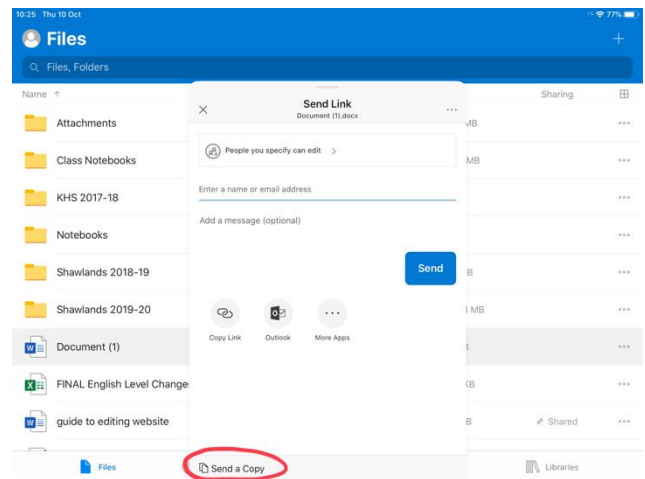 10:25 Thu 10 Oct 77%
Files
Files, Folders
Name Sharing
Attachments
Class Notebooks
KHS 2017-18
Notebooks
Shawlands 2018-19
Shawlands 2019-20
Document (1)
FINAL English Level Change
guide to editing website Shared
Send Link
Document (1).docx
People you specify can edit
Enter a name or email address
Add a message (optional)
Send
Copy Link Outlook More Apps
Send a Copy
MB
MB
B
MB
KB
B
Files Libraries